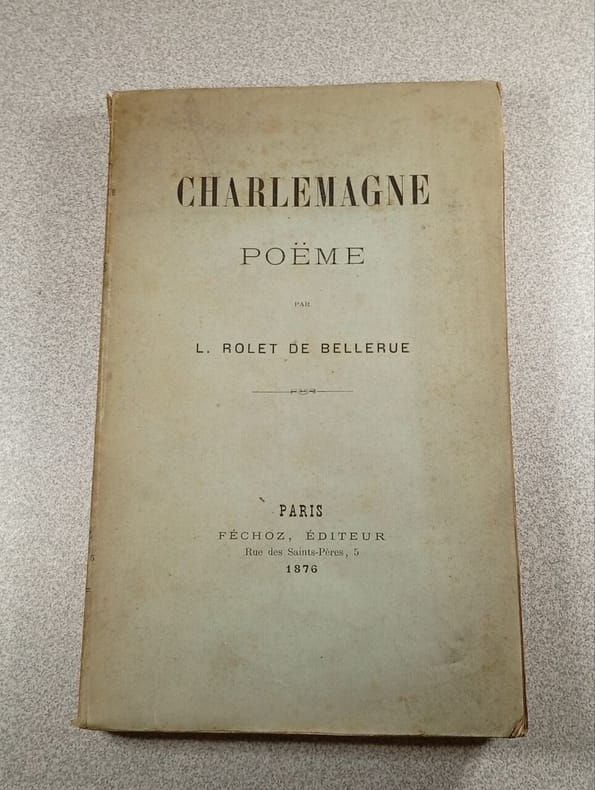 CHARLEMAGNE
POËME
PAR
L. ROLET DE BELLERUE
PARIS
FÉCHOZ, ÉDITEUR
Rue des Saints-Pères, 5
1876